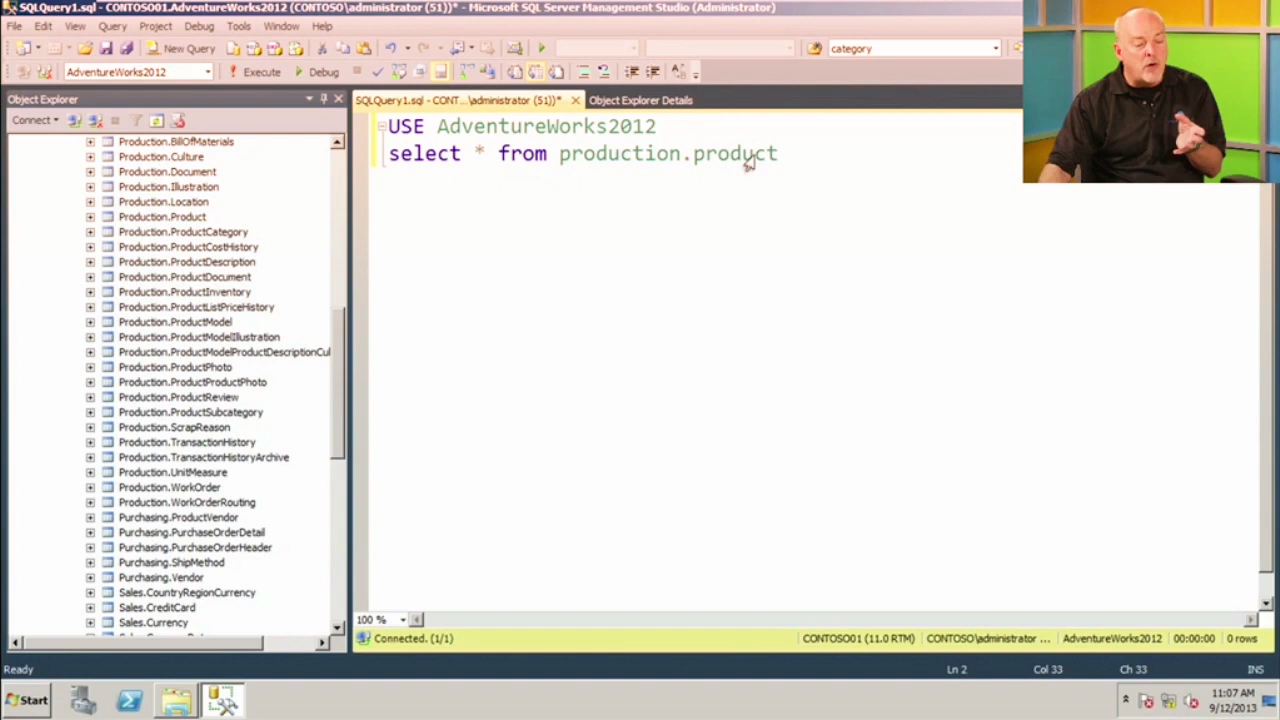 SQLQuery1.sql - CONTOSO01.AdventureWorks2012 (CONTOSO\administrator (51))* - Microsoft SQL Server Management Studio (Administrator)
File Edit View Query Project Debug Tools Window Help
New Query category
AdventureWorks2012 Execute Debug
Object Explorer
SQLQuery1.sql - CONT...\administrator (51))* Object Explorer Details
Connect
USE AdventureWorks2012
select * from production.product
Production.BillOfMaterials
Production.Culture
Production.Document
Production.Illustration
Production.Location
Production.Product
Production.ProductCategory
Production.ProductCostHistory
Production.ProductDescription
Production.ProductDocument
Production.ProductInventory
Production.ProductListPriceHistory
Production.ProductModel
Production.ProductModelIllustration
Production.ProductModelProductDescriptionCul
Production.ProductPhoto
Production.ProductProductPhoto
Production.ProductReview
Production.ProductSubcategory
Production.ScrapReason
Production.TransactionHistory
Production.TransactionHistoryArchive
Production.UnitMeasure
Production.WorkOrder
Production.WorkOrderRouting
Purchasing.ProductVendor
Purchasing.PurchaseOrderDetail
Purchasing.PurchaseOrderHeader
Purchasing.ShipMethod
Purchasing.Vendor
Sales.CountryRegionCurrency
Sales.CreditCard
Sales.Currency
100 %
Connected. (1/1) CONTOSO01 (11.0 RTM) CONTOSO\administrator ... AdventureWorks2012 00:00:00 0 rows
Ready Ln 2 Col 33 Ch 33 INS
Start 11:07 AM
9/12/2013